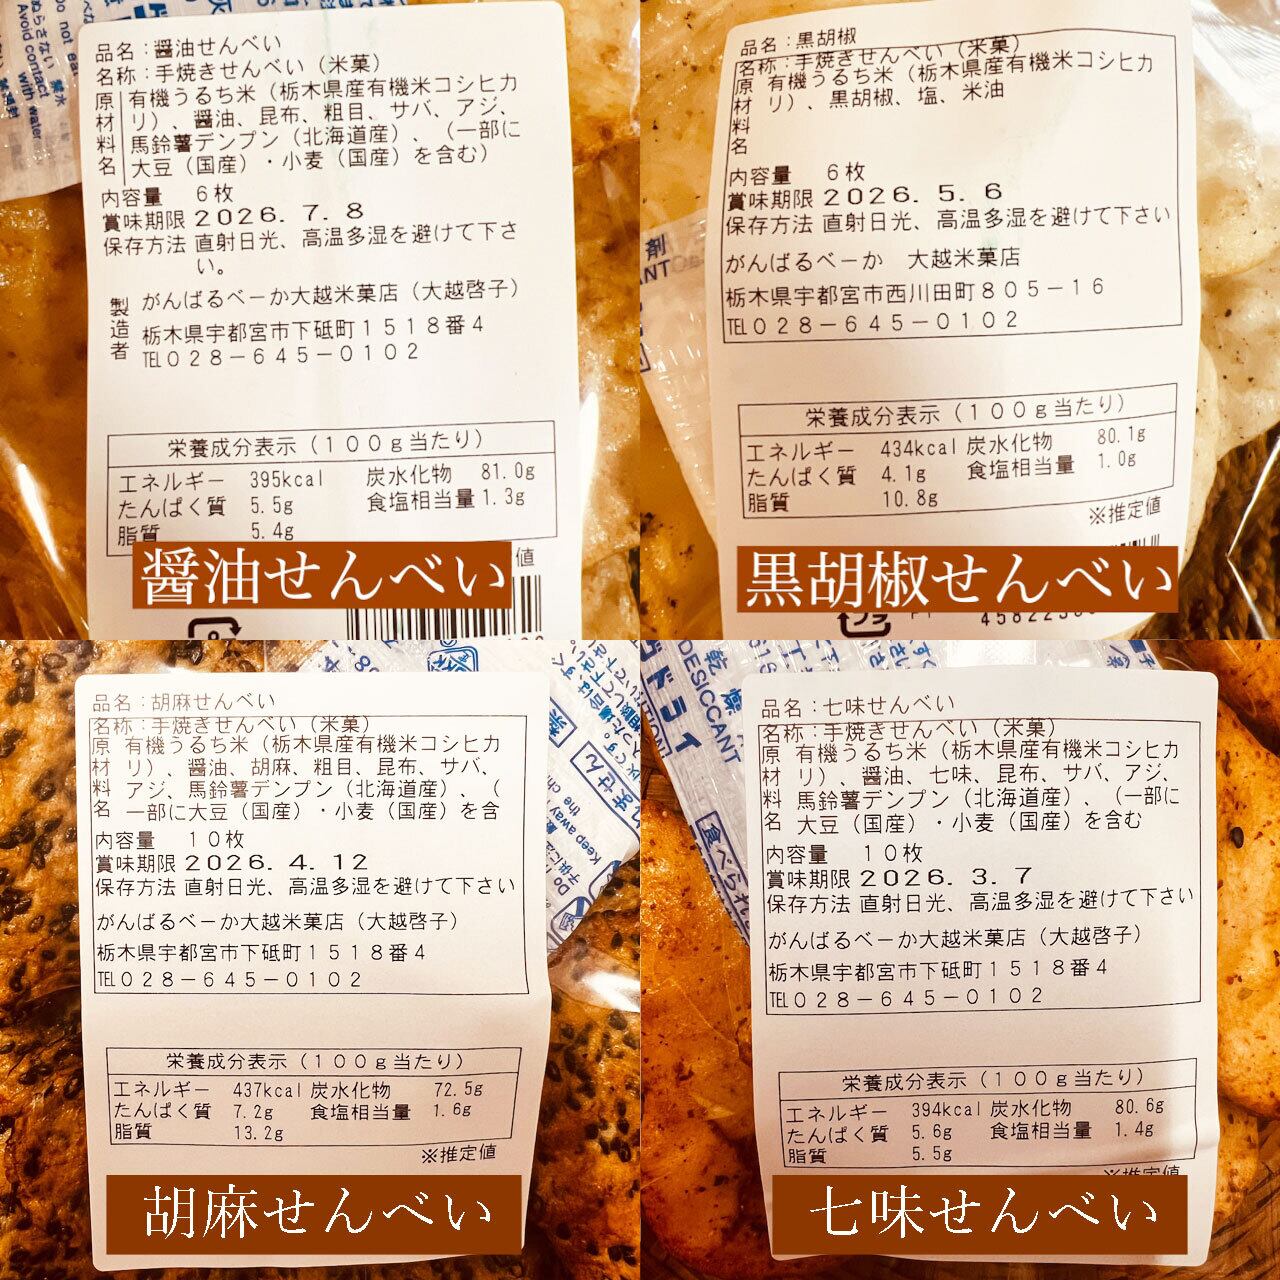 品名：醤油せんべい
名称：手焼きせんべい（米菓）
原材料名
有機うるち米（栃木県産有機米コシヒカ
リ）、醤油、昆布、粗目、サバ、アジ、
馬鈴薯デンプン（北海道産）、（一部に
大豆（国産）・小麦（国産）を含む）
内容量 6枚
賞味期限 2026. 7. 8
保存方法 直射日光、高温多湿を避けて下さ
い。
製造者
がんばるべーか大越米菓店（大越啓子）
栃木県宇都宮市下砥町1518番4
TEL028-645-0102
栄養成分表示（100g当たり）
エネルギー 395kcal 炭水化物 81.0g
たんぱく質 5.5g 食塩相当量 1.3g
脂質 5.4g
値
醤油せんべい
品名：黒胡椒
名称：手焼きせんべい（米菓）
原材料名
有機うるち米（栃木県産有機米コシヒカ
リ）、黒胡椒、塩、米油
内容量 6枚
賞味期限 2026. 5. 6
保存方法 直射日光、高温多湿を避けて下さい
がんばるべーか 大越米菓店
栃木県宇都宮市西川田町805-16
TEL028-645-0102
栄養成分表示（100g当たり）
エネルギー 434kcal 炭水化物 80.1g
たんぱく質 4.1g 食塩相当量 1.0g
脂質 10.8g
※推定値
黒胡椒せんべい
プラ PP
品名：胡麻せんべい
名称：手焼きせんべい（米菓）
原材料名
有機うるち米（栃木県産有機米コシヒカ
リ）、醤油、胡麻、粗目、昆布、サバ、
アジ、馬鈴薯デンプン（北海道産）、（
一部に大豆（国産）・小麦（国産）を含
内容量 10枚
賞味期限 2026. 4. 12
保存方法 直射日光、高温多湿を避けて下さい
がんばるべーか大越米菓店（大越啓子）
栃木県宇都宮市下砥町1518番4
TEL028-645-0102
栄養成分表示（100g当たり）
エネルギー 437kcal 炭水化物 72.5g
たんぱく質 7.2g 食塩相当量 1.6g
脂質 13.2g
※推定値
胡麻せんべい
DESICCANT
品名：七味せんべい
名称：手焼きせんべい（米菓）
原材料名
有機うるち米（栃木県産有機米コシヒカ
リ）、醤油、七味、昆布、サバ、アジ、
馬鈴薯デンプン（北海道産）、（一部に
大豆（国産）・小麦（国産）を含む
内容量 10枚
賞味期限 2026. 3. 7
保存方法 直射日光、高温多湿を避けて下さい
がんばるべーか大越米菓店（大越啓子）
栃木県宇都宮市下砥町1518番4
TEL028-645-0102
栄養成分表示（100g当たり）
エネルギー 394kcal 炭水化物 80.6g
たんぱく質 5.6g 食塩相当量 1.4g
脂質 5.5g
※推定値
七味せんべい